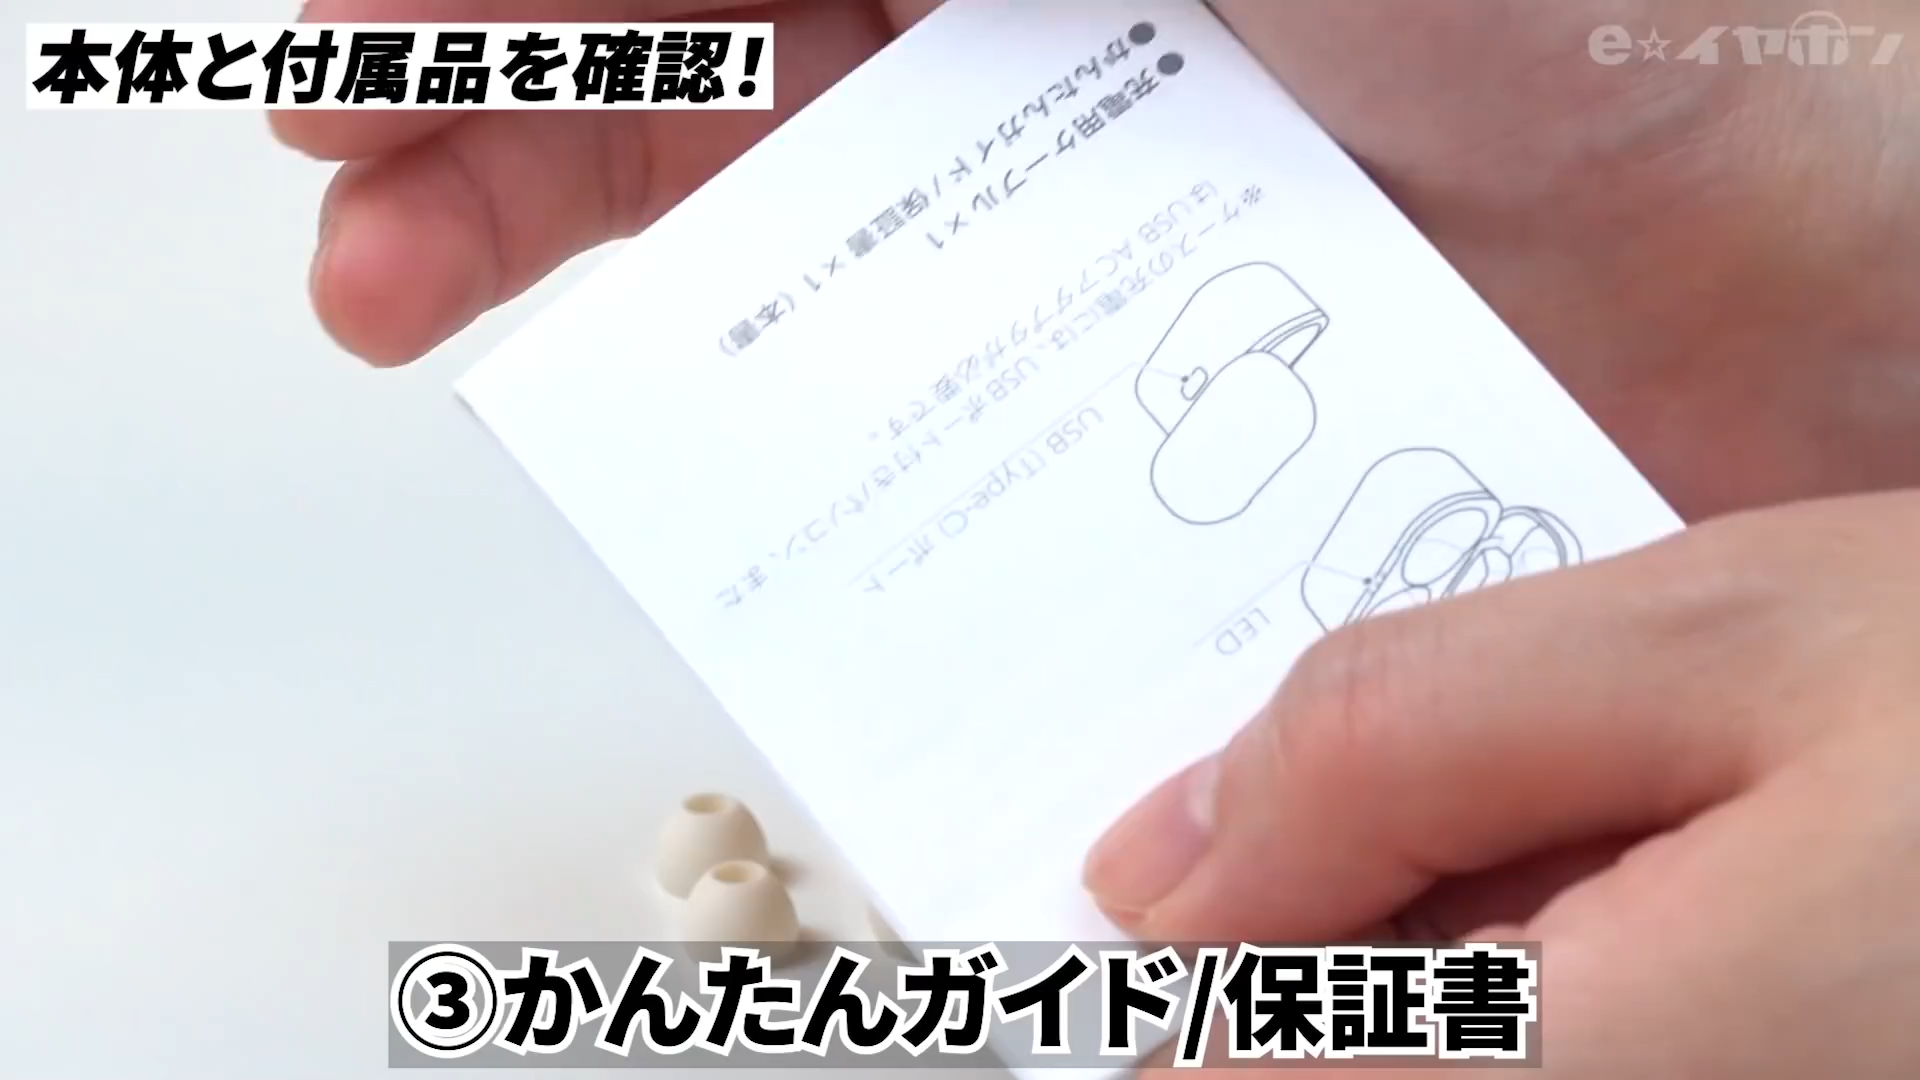 本体と付属品を確認!
e☆イヤホン
●かんたんガイド/保証書×1(本書)
●充電用ケーブル×1
※ケースの充電には、USBポート付きパソコン、また
はUSB ACアダプタが必要です。
USB(Type-C)ポート
LED
③かんたんガイド/保証書